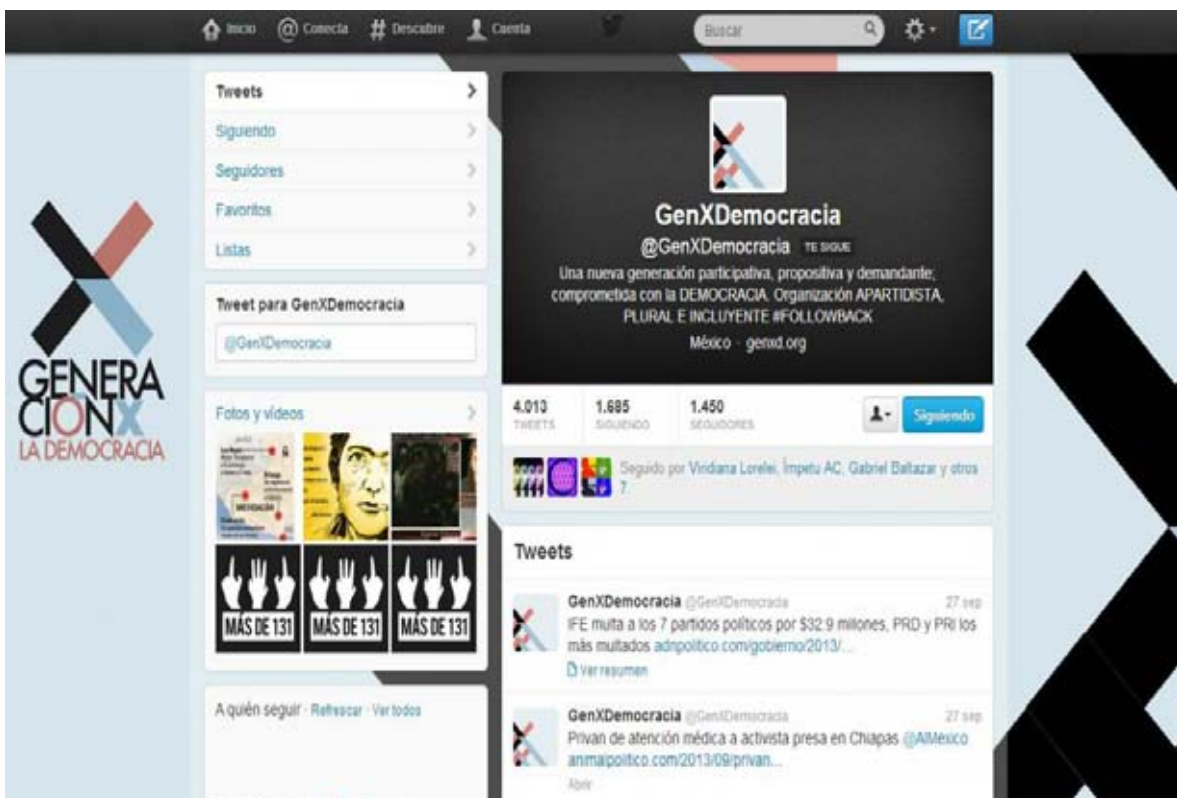 Inicio
Conecta
Descubre
Cuenta
Buscar
GENERA
CIONX
LA DEMOCRACIA
Tweets
Siguiendo
Seguidores
Favoritos
Listas
Tweet para GenXDemocracia
@GenXDemocracia
Fotos y vídeos
MÁS DE 131
MÁS DE 131
MÁS DE 131
A quién seguir · Refrescar · Ver todos
GenXDemocracia
@GenXDemocracia TE SIGUE
Una nueva generación participativa, propositiva y demandante;
comprometida con la DEMOCRACIA. Organización APARTIDISTA,
PLURAL E INCLUYENTE #FOLLOWBACK
México · genxd.org
4.013
TWEETS
1.685
SIGUIENDO
1.450
SEGUIDORES
Siguiendo
Seguido por Viridiana Lorelei, Ímpetu AC, Gabriel Baltazar y otros
7.
Tweets
GenXDemocracia @GenXDemocracia 27 sep
IFE multa a los 7 partidos políticos por $32.9 millones, PRD y PRI los
más multados adnpolitico.com/gobierno/2013/...
Ver resumen
GenXDemocracia @GenXDemocracia 27 sep
Privan de atención médica a activista presa en Chiapas @AIMexico
animalpolitico.com/2013/09/privan...
Abrir